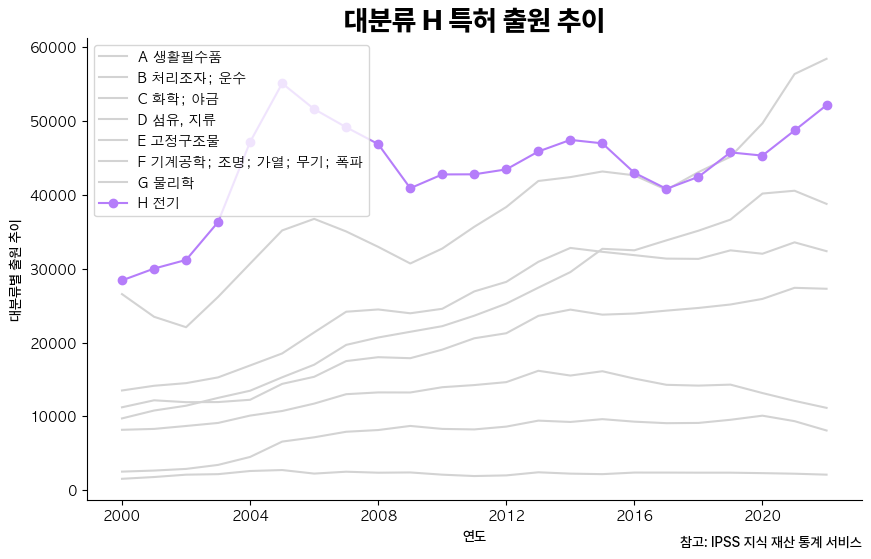 대분류 H 특허 출원 추이
60000
50000
40000
30000
20000
10000
0
대분류별 출원 추이
A 생활필수품
B 처리조자; 운수
C 화학; 야금
D 섬유, 지류
E 고정구조물
F 기계공학; 조명; 가열; 무기; 폭파
G 물리학
H 전기
2000 2004 2008 2012 2016 2020
연도
참고: IPSS 지식 재산 통계 서비스